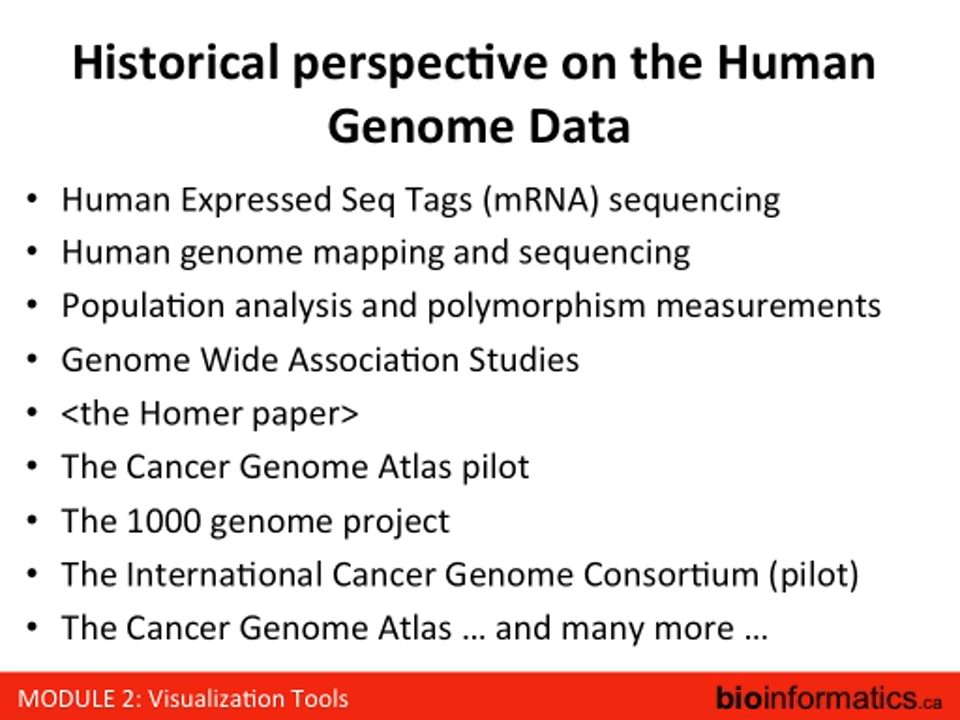 Historical perspective on the Human
Genome Data
• Human Expressed Seq Tags (mRNA) sequencing
• Human genome mapping and sequencing
• Population analysis and polymorphism measurements
• Genome Wide Association Studies
• <the Homer paper>
• The Cancer Genome Atlas pilot
• The 1000 genome project
• The International Cancer Genome Consortium (pilot)
• The Cancer Genome Atlas … and many more …
MODULE 2: Visualization Tools
bioinformatics.ca